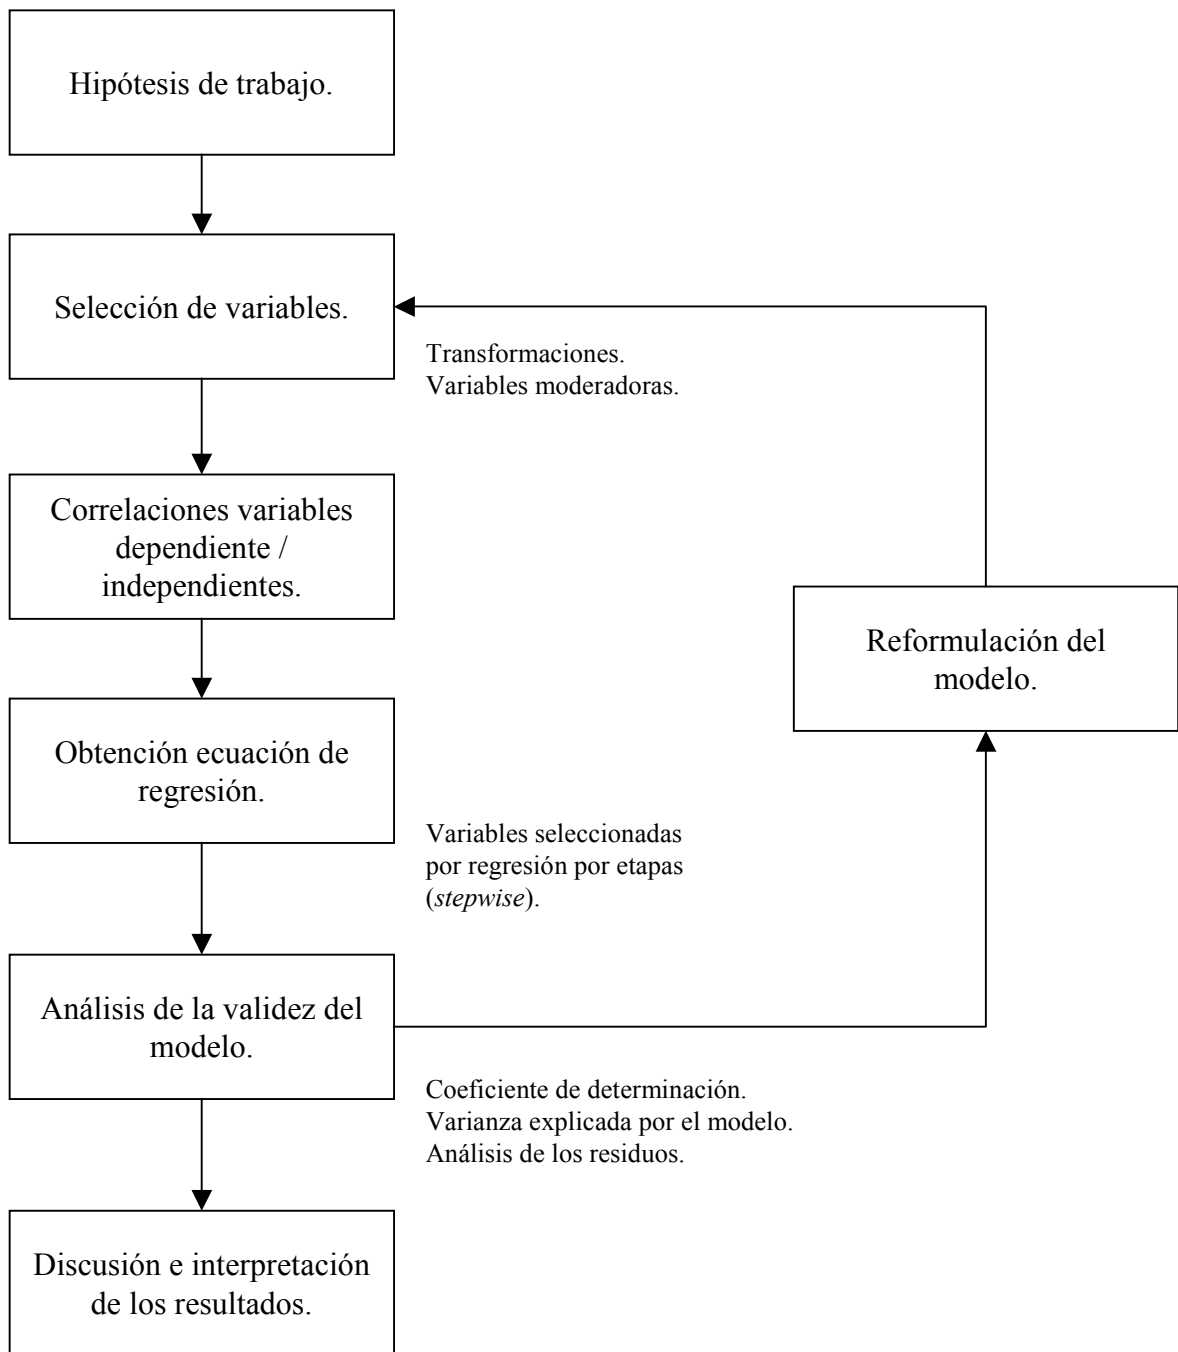 Hipótesis de trabajo.
Selección de variables.
Transformaciones.
Variables moderadoras.
Correlaciones variables
dependiente /
independientes.
Reformulación del
modelo.
Obtención ecuación de
regresión.
Variables seleccionadas
por regresión por etapas
(stepwise).
Análisis de la validez del
modelo.
Coeficiente de determinación.
Varianza explicada por el modelo.
Análisis de los residuos.
Discusión e interpretación
de los resultados.